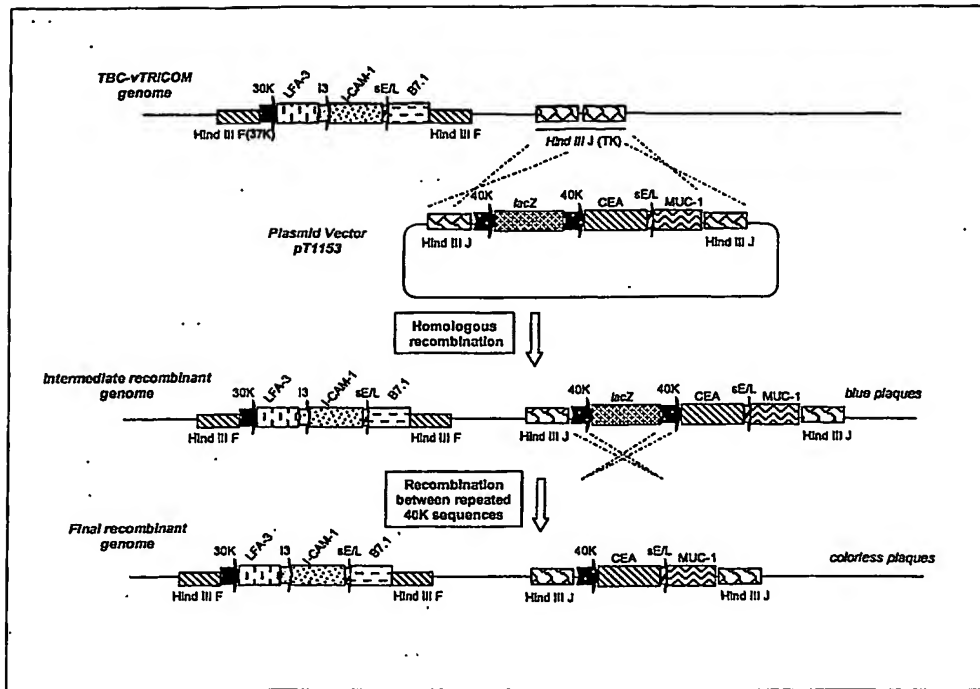 TBC-vTRICOM
genome
30K LFA-3 I3 I-CAM-1 sE/L B7.1
Hind III F(37K) Hind III F
Hind III J (TK)
Plasmid Vector
pT1153
40K lacZ 40K CEA sE/L MUC-1
Hind III J Hind III J
Homologous
recombination
Intermediate recombinant
genome
30K LFA-3 I3 I-CAM-1 sE/L B7.1 40K lacZ 40K CEA sE/L MUC-1
blue plaques
Hind III F Hind III F Hind III J Hind III J
Recombination
between repeated
40K sequences
Final recombinant
genome
30K LFA-3 I3 I-CAM-1 sE/L B7.1 40K CEA sE/L MUC-1
colorless plaques
Hind III F Hind III F Hind III J Hind III J